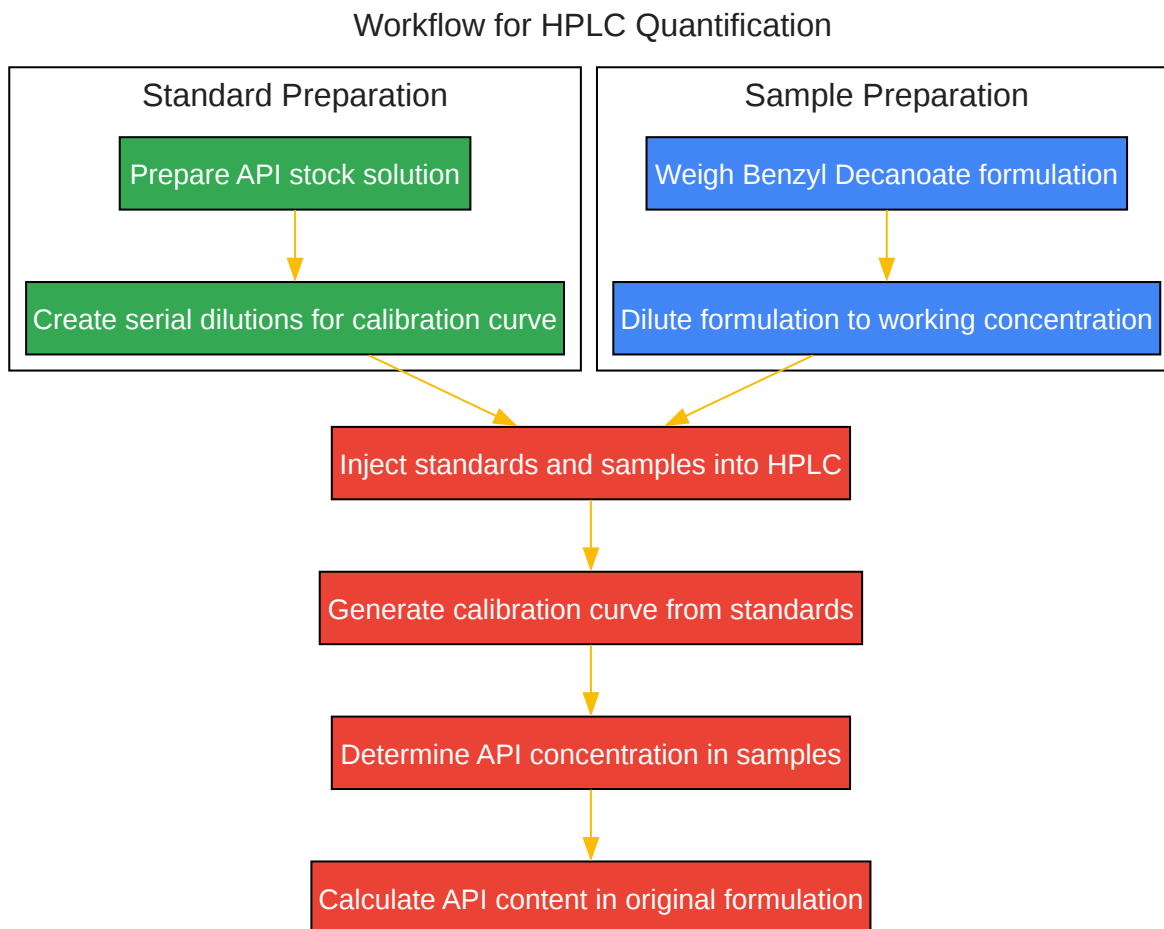 Workflow for HPLC Quantification
Standard Preparation
Prepare API stock solution
Create serial dilutions for calibration curve
Sample Preparation
Weigh Benzyl Decanoate formulation
Dilute formulation to working concentration
Inject standards and samples into HPLC
Generate calibration curve from standards
Determine API concentration in samples
Calculate API content in original formulation